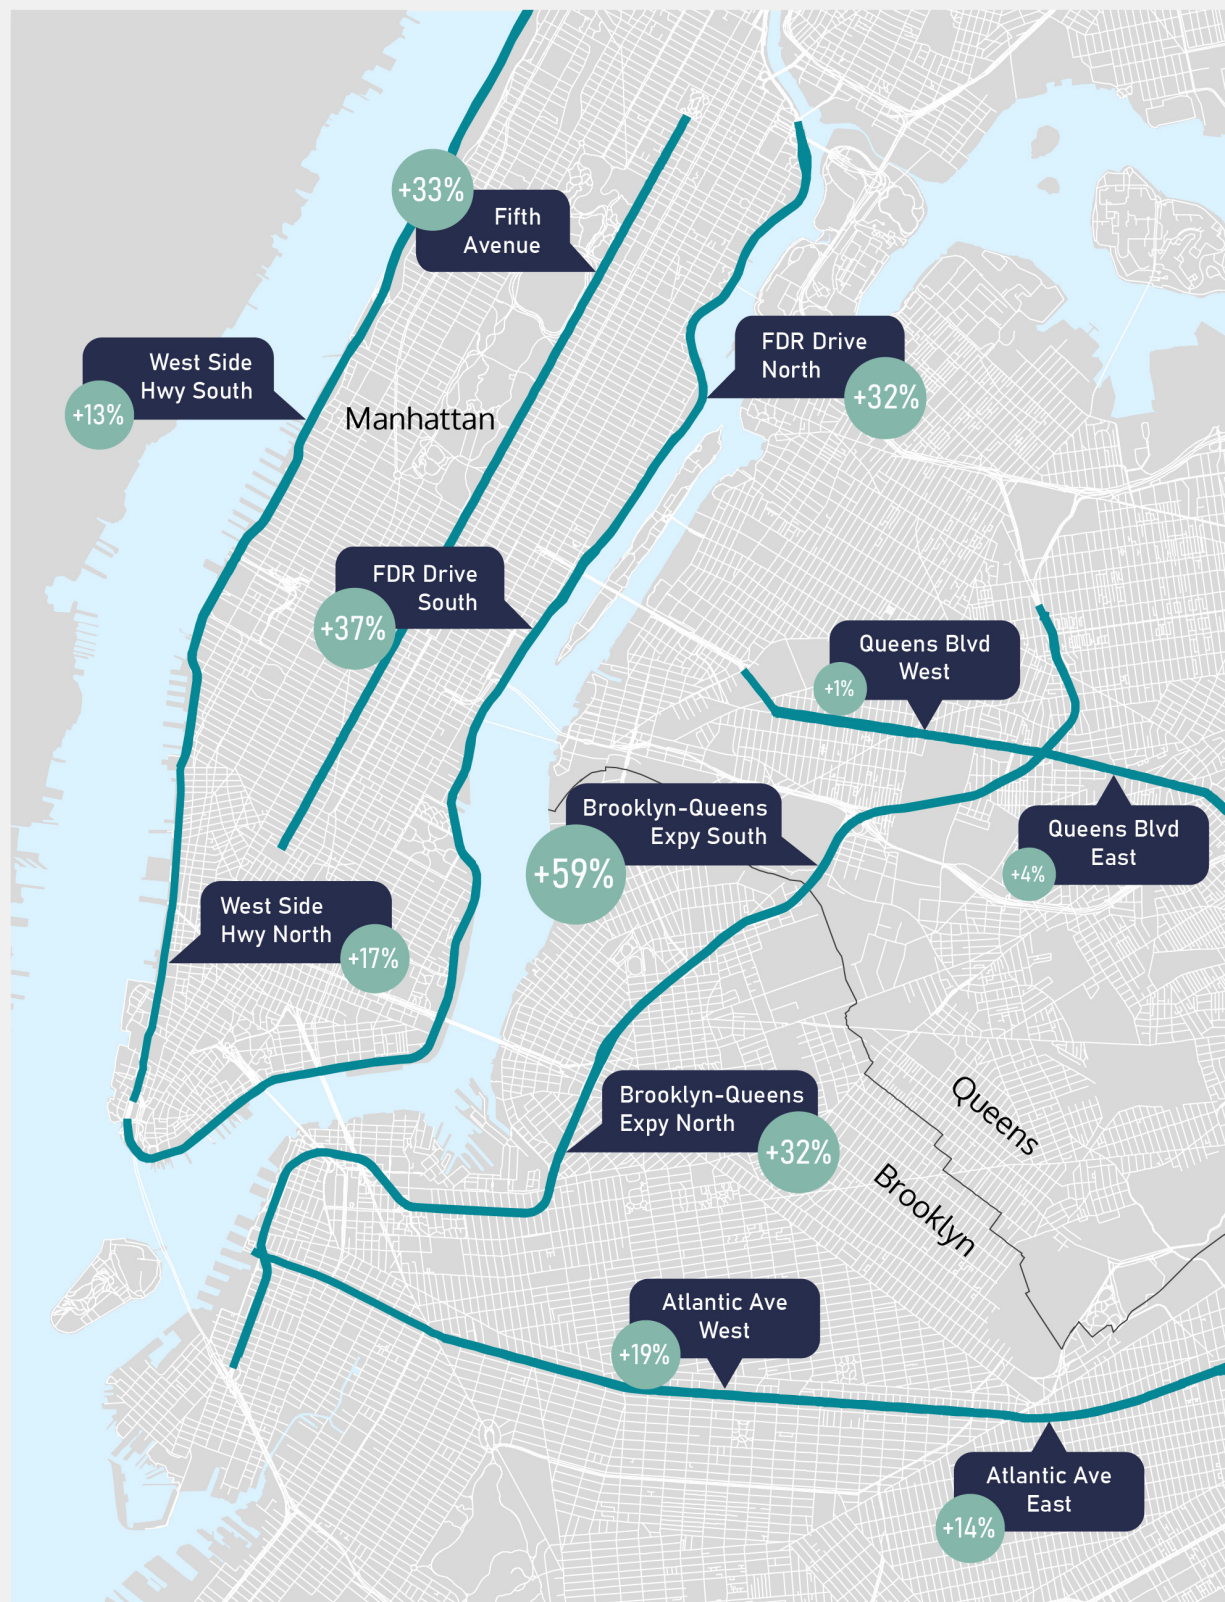 +33%
Fifth
Avenue
West Side
Hwy South
+13%
FDR Drive
North
+32%
Manhattan
FDR Drive
South
+37%
Queens Blvd
West
+1%
Brooklyn-Queens
Expy South
+59%
Queens Blvd
East
+4%
West Side
Hwy North
+17%
Brooklyn-Queens
Expy North
+32%
Queens
Brooklyn
Atlantic Ave
West
+19%
Atlantic Ave
East
+14%